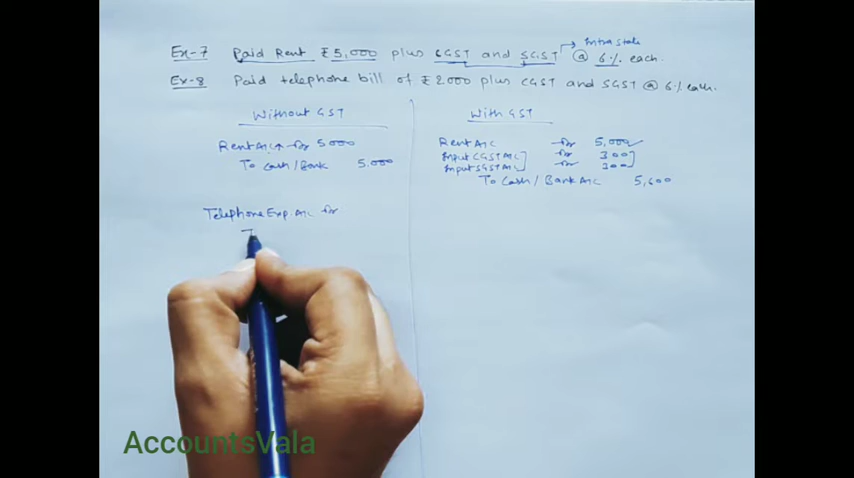 Intra state
Ex-7 Paid Rent ₹5,000 plus CGST and SGST @ 6% each.
Ex-8 Paid telephone bill of ₹2000 plus CGST and SGST @ 6% each.
Without GST
Rent A/c Dr 5000
To Cash/Bank 5,000
Telephone Exp. A/c Dr
T
With GST
Rent A/c Dr 5,000
Input CGST A/C Dr 300
Input SGST A/C Dr 300
To Cash/Bank A/c 5,600
AccountsVala